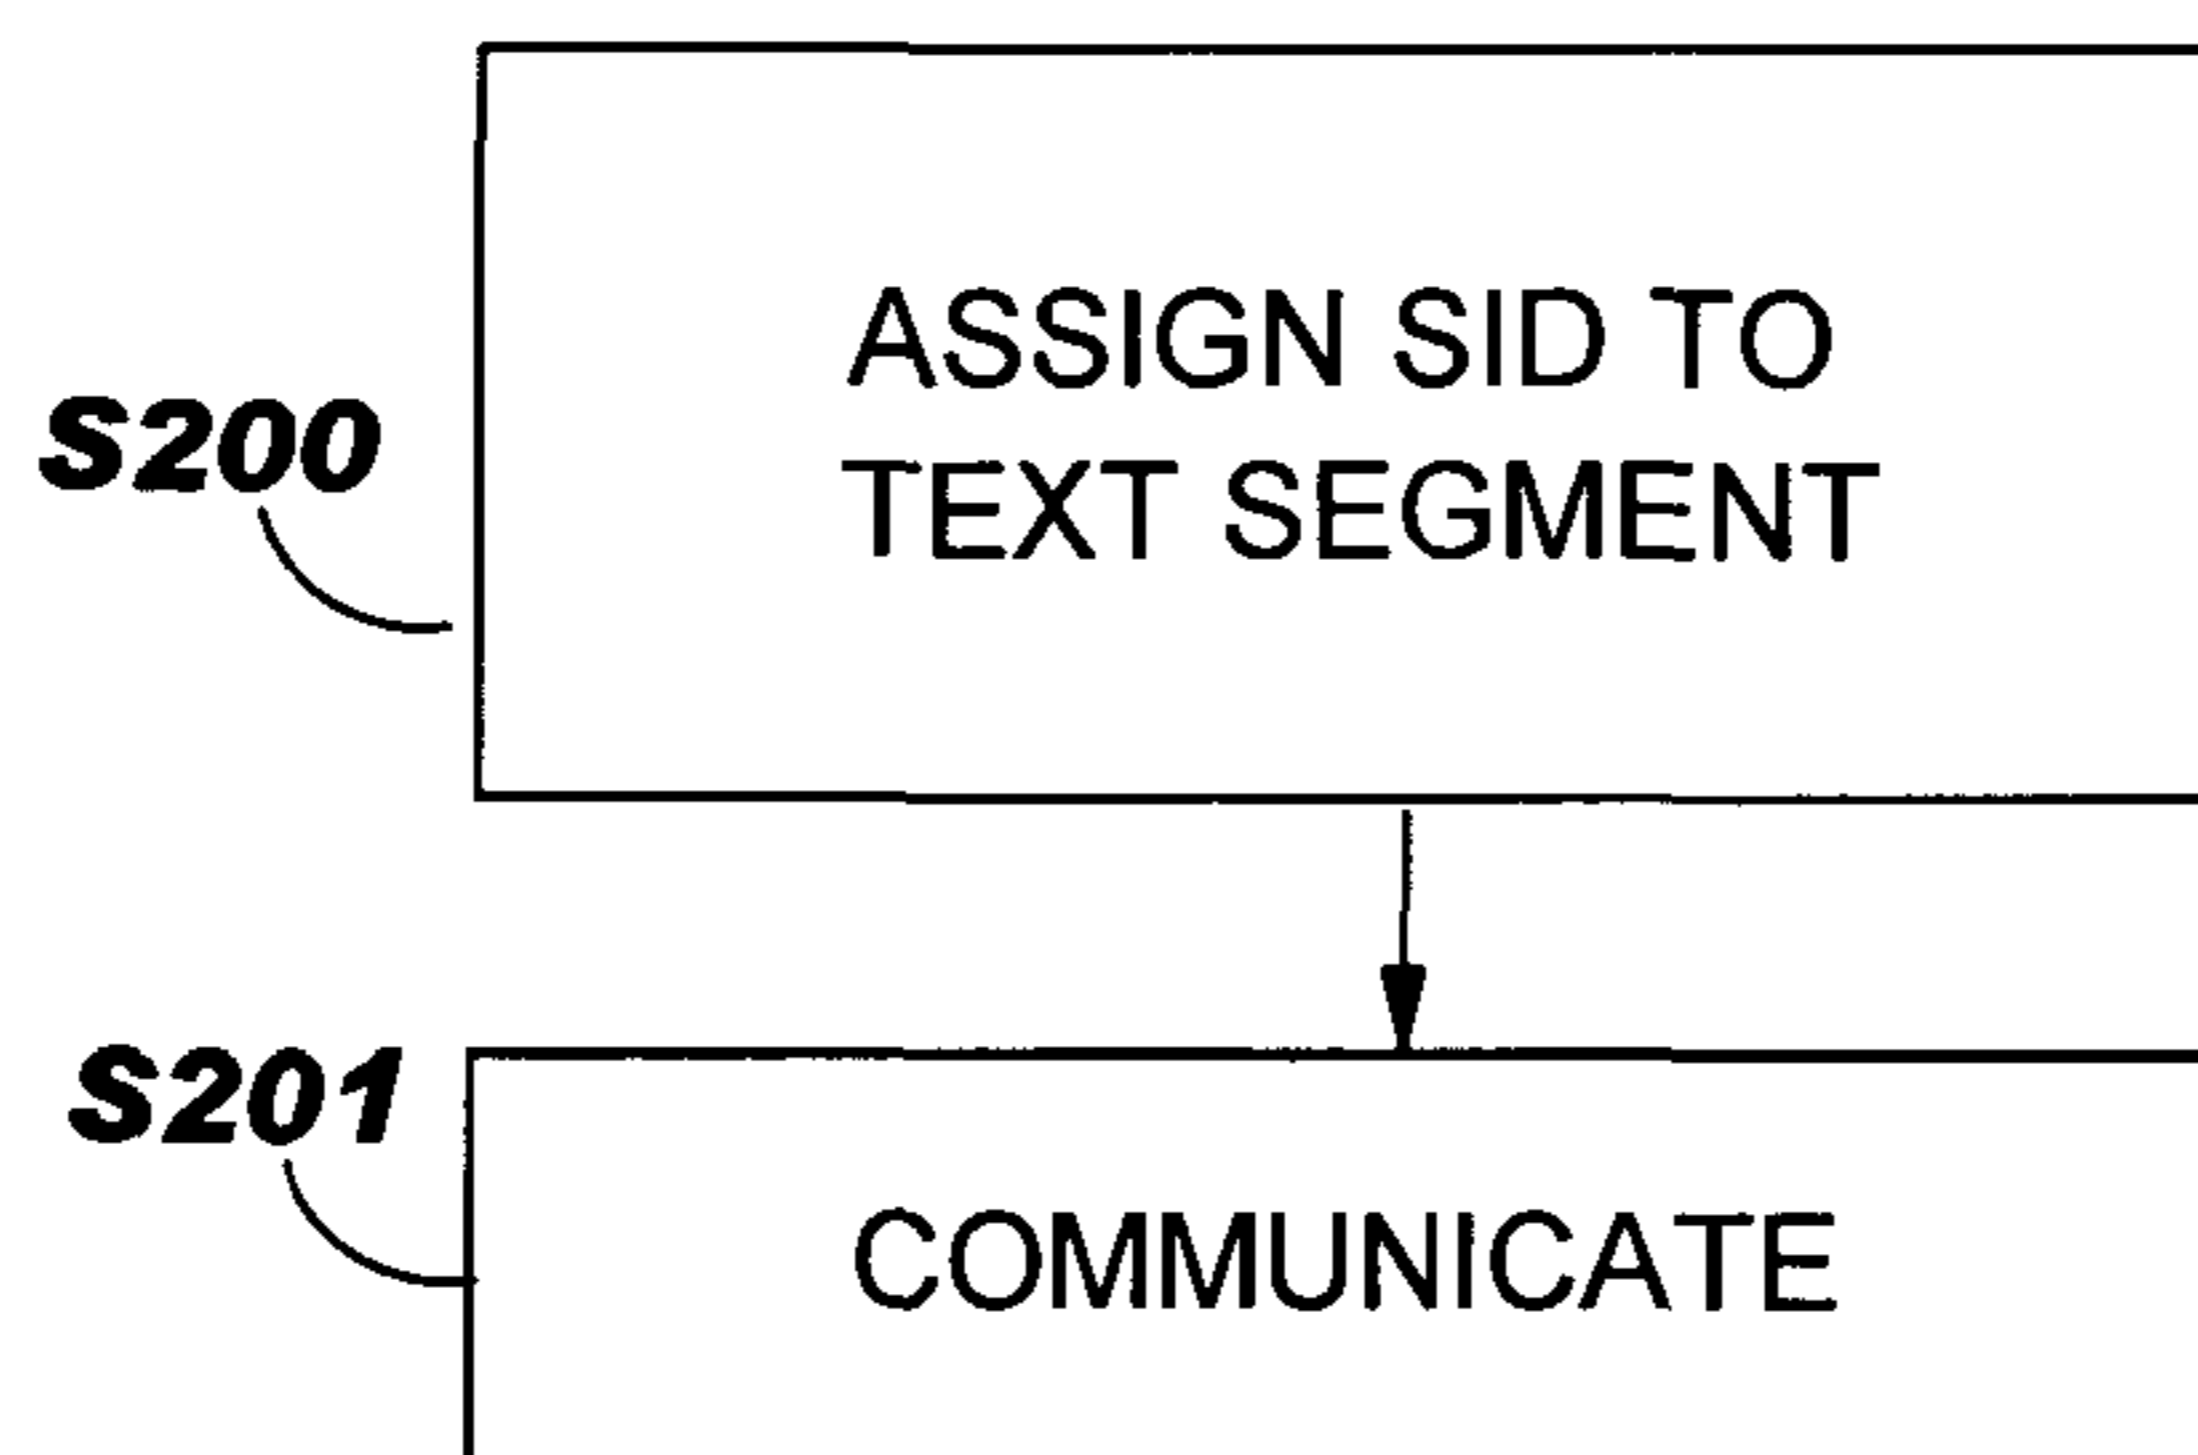 ASSIGN SID TO
TEXT SEGMENT
S200
S201
COMMUNICATE